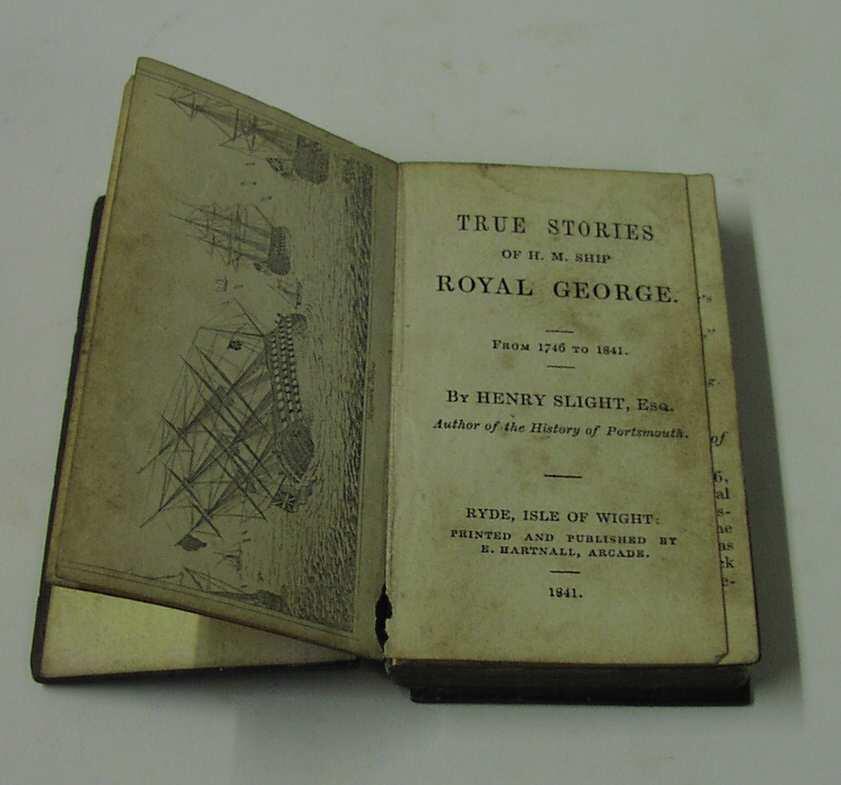 TRUE STORIES
OF H. M. SHIP
ROYAL GEORGE.
FROM 1746 TO 1841.
BY HENRY SLIGHT, ESQ.
Author of the History of Portsmouth.
RYDE, ISLE OF WIGHT:
PRINTED AND PUBLISHED BY
E. HARTNALL, ARCADE.
1841.
of